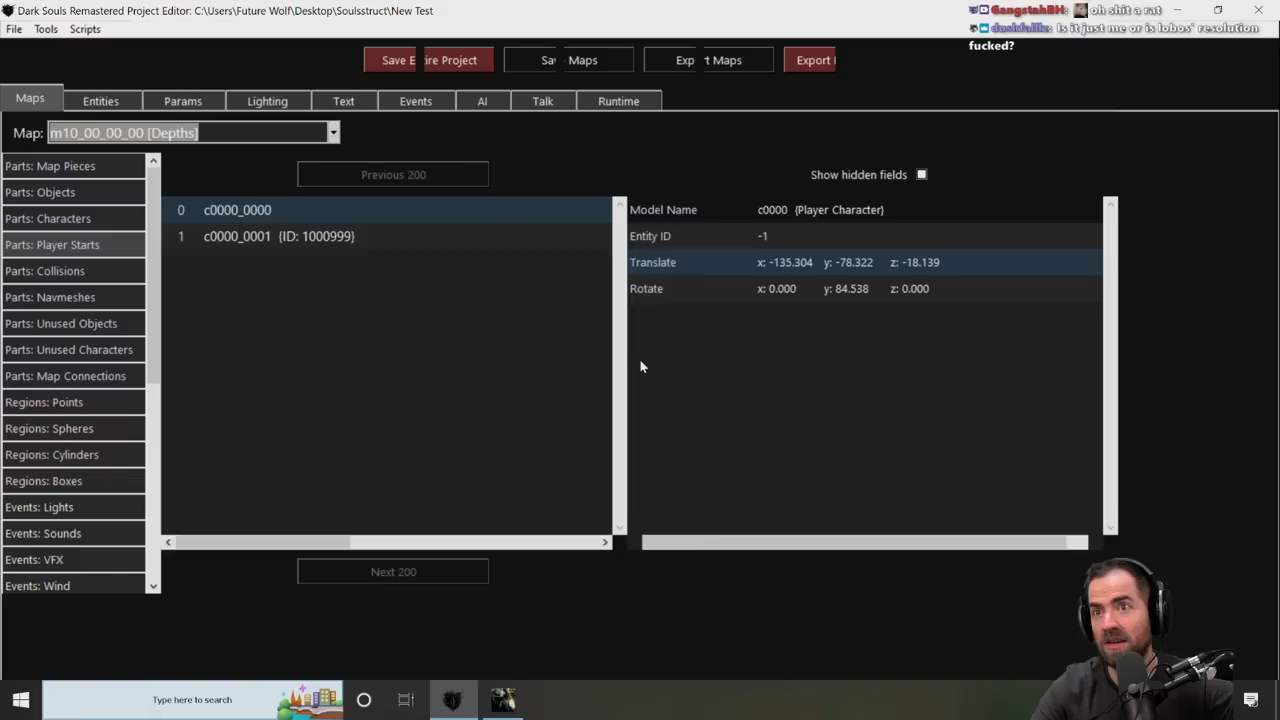 Dark Souls Remastered Project Editor: C:\Users\Future Wolf\Desktop\Soulsstruct\New Test
GangstahBH: oh shit a rat
duskfallk: Is it just me or is lobos' resolution
fucked?
File Tools Scripts
Save E ire Project Sav Maps Exp t Maps Export
Maps Entities Params Lighting Text Events AI Talk Runtime
Map: m10_00_00_00 [Depths]
Parts: Map Pieces
Parts: Objects
Parts: Characters
Parts: Player Starts
Parts: Collisions
Parts: Navmeshes
Parts: Unused Objects
Parts: Unused Characters
Parts: Map Connections
Regions: Points
Regions: Spheres
Regions: Cylinders
Regions: Boxes
Events: Lights
Events: Sounds
Events: VFX
Events: Wind
Previous 200
0 c0000_0000
1 c0000_0001 {ID: 1000999}
Next 200
Show hidden fields
Model Name c0000 {Player Character}
Entity ID -1
Translate x: -135.304 y: -78.322 z: -18.139
Rotate x: 0.000 y: 84.538 z: 0.000
Type here to search